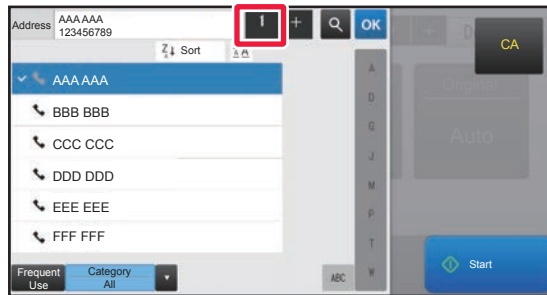 Address
AAA AAA
123456789
1
+
OK
CA
Z↓A Sort
AAA AAA
BBB BBB
CCC CCC
DDD DDD
EEE EEE
FFF FFF
A
D
G
J
M
P
T
W
Original
Auto
Frequent
Use
Category
All
▼
ABC
Start